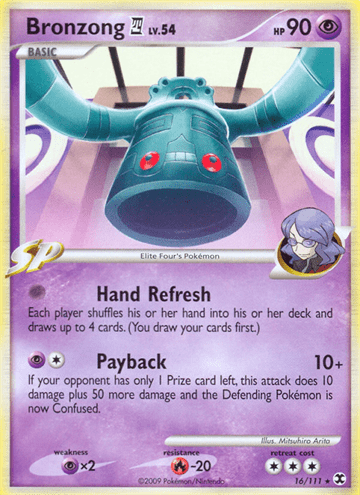 Bronzong LV.54
HP 90
BASIC
SP
Elite Four's Pokémon
Hand Refresh
Each player shuffles his or her hand into his or her deck and
draws up to 4 cards. (You draw your cards first.)
Payback 10+
If your opponent has only 1 Prize card left, this attack does 10
damage plus 50 more damage and the Defending Pokémon is
now Confused.
Illus. Mitsuhiro Arita
weakness resistance retreat cost
×2 -20
©2009 Pokémon 16/111 ★